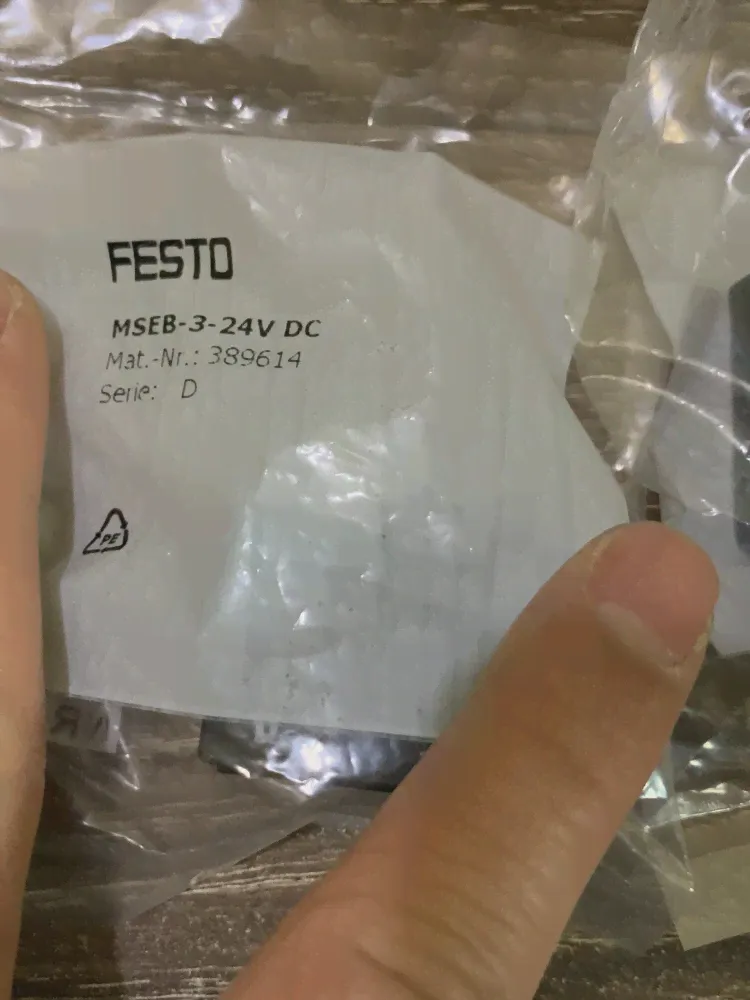 FESTO
MSEB-3-24V DC
Mat.-Nr.: 389614
Serie: D
PE